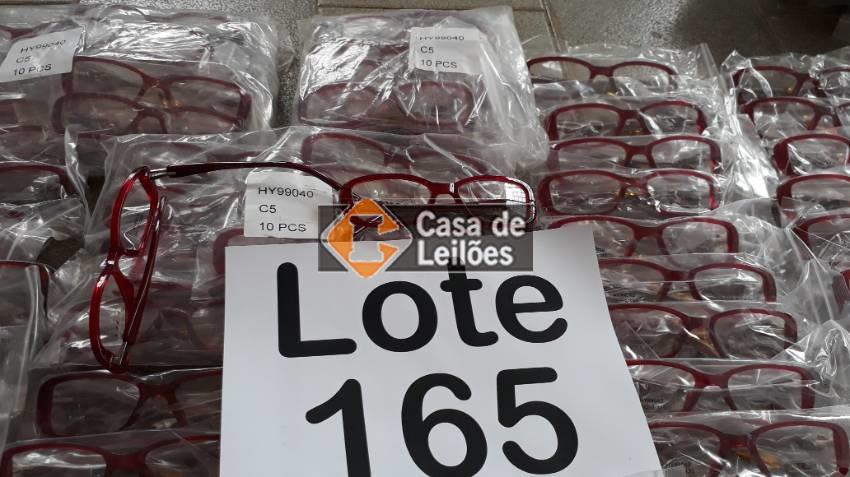 HY99040
C5
10 PCS
HY99040
C5
10 PCS
HY99040
C5
10 PCS
Casa de
Leilões
Lote
165